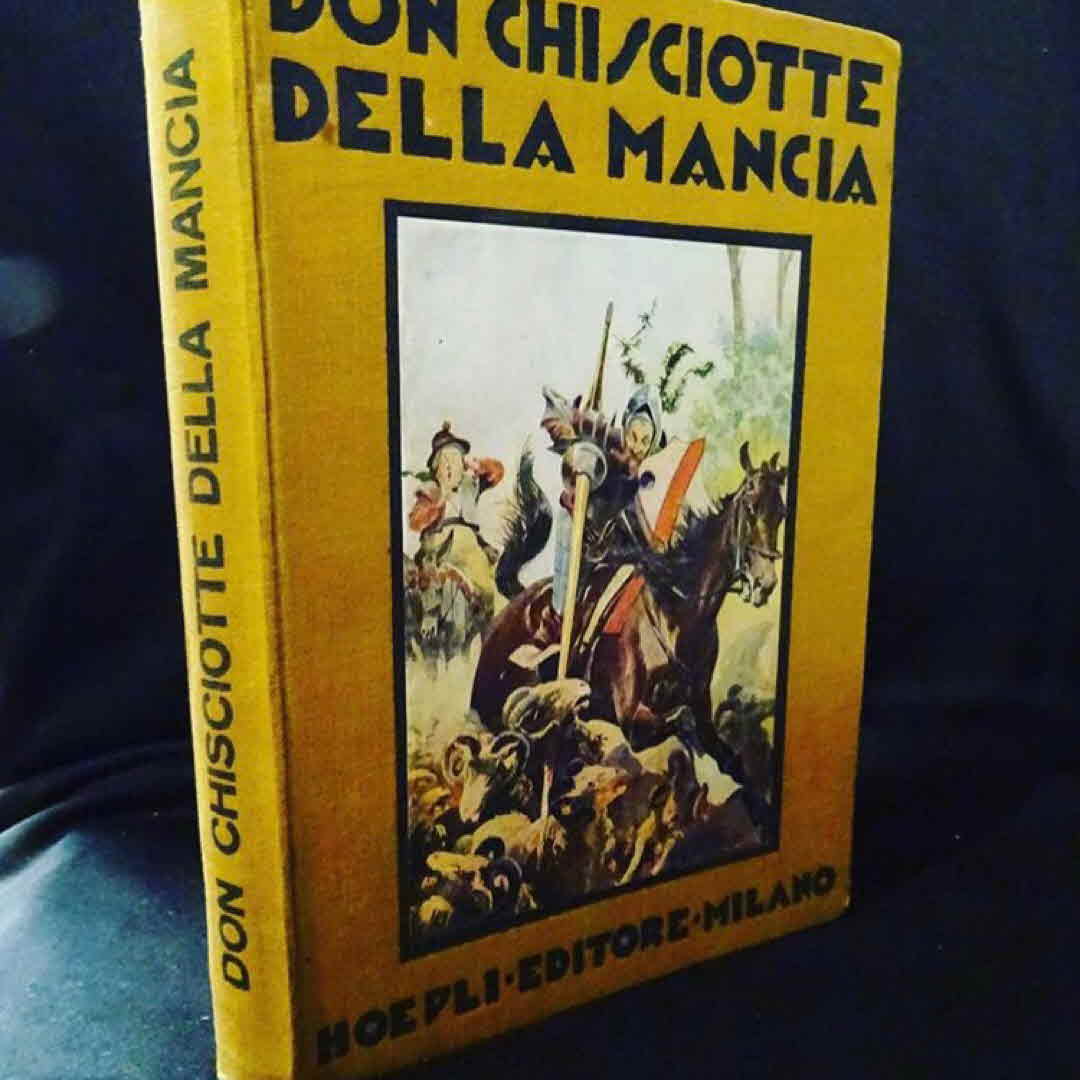 DON CHISCIOTTE
DELLA MANCIA
HOEPLI·EDITORE·MILANO
DON CHISCIOTTE DELLA MANCIA